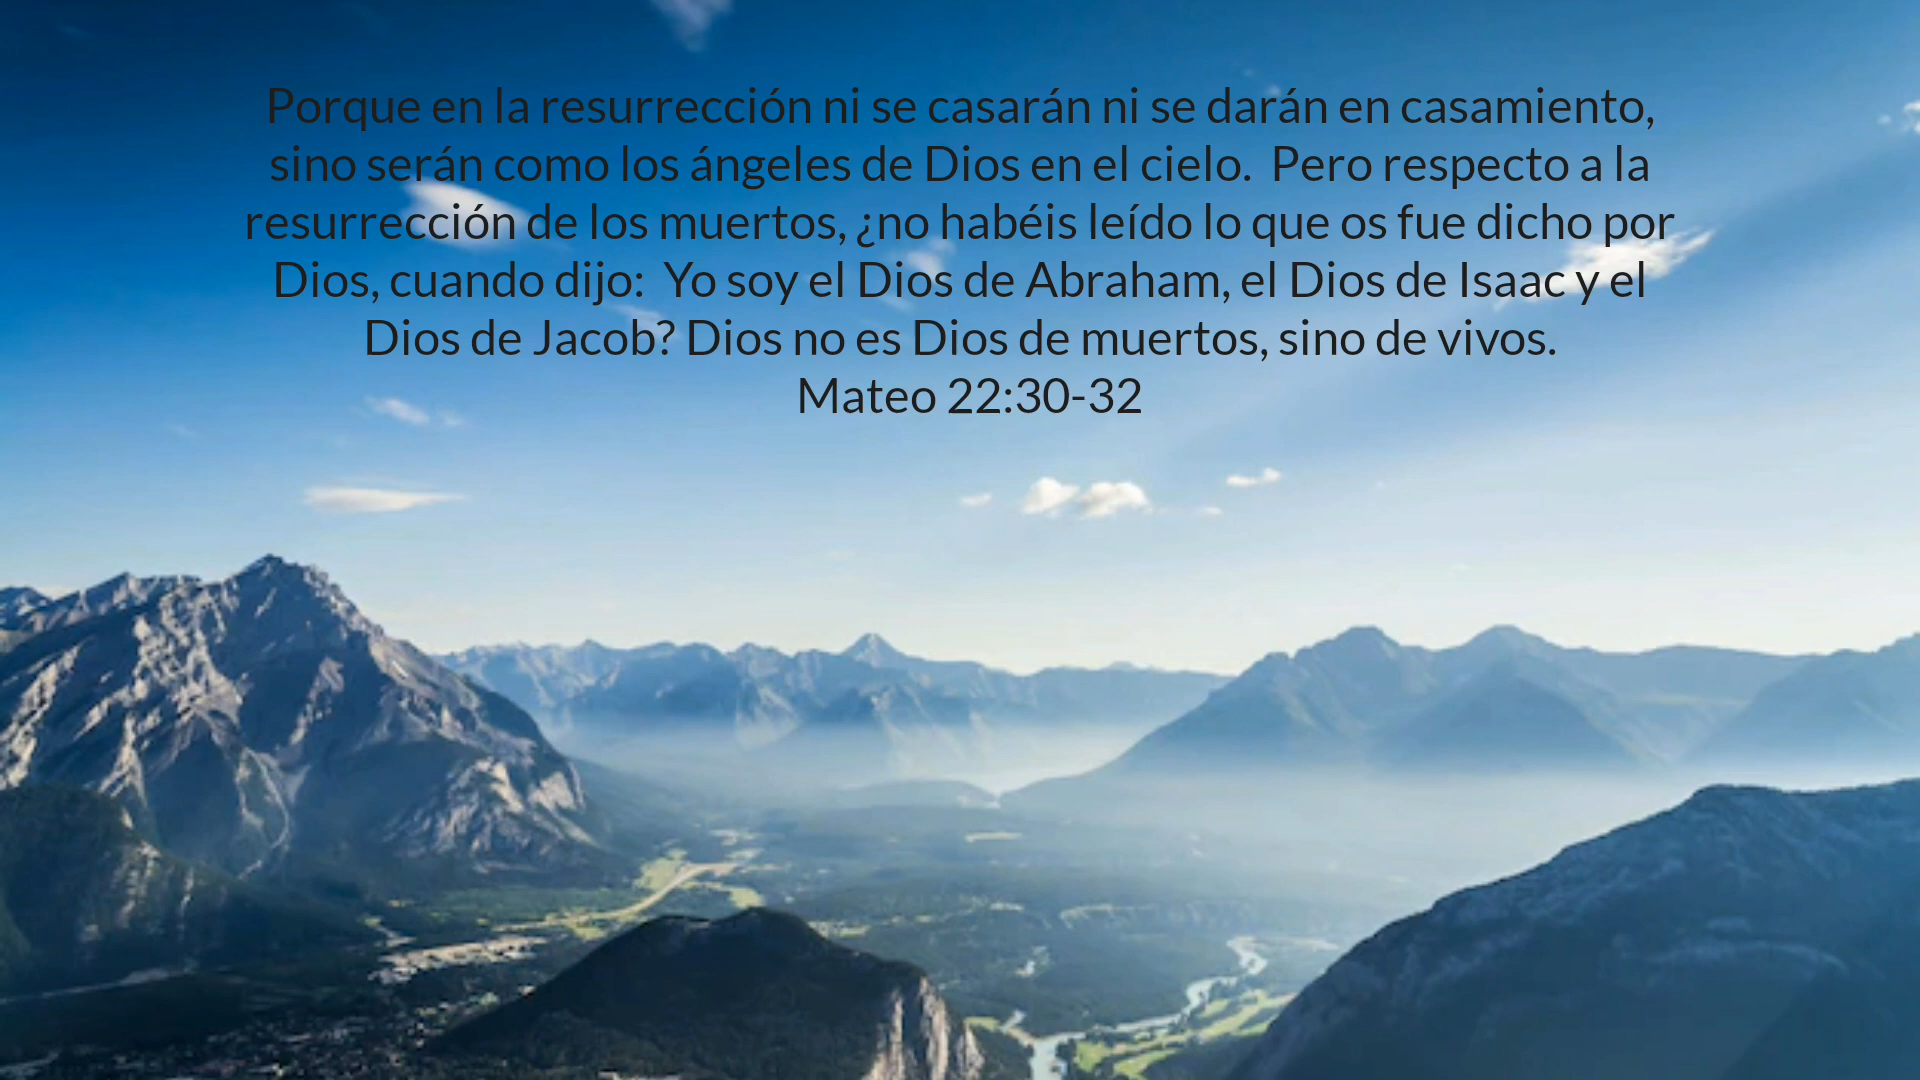 Porque en la resurrección ni se casarán ni se darán en casamiento,
sino serán como los ángeles de Dios en el cielo.  Pero respecto a la
resurrección de los muertos, ¿no habéis leído lo que os fue dicho por
Dios, cuando dijo:  Yo soy el Dios de Abraham, el Dios de Isaac y el
Dios de Jacob? Dios no es Dios de muertos, sino de vivos.
Mateo 22:30-32